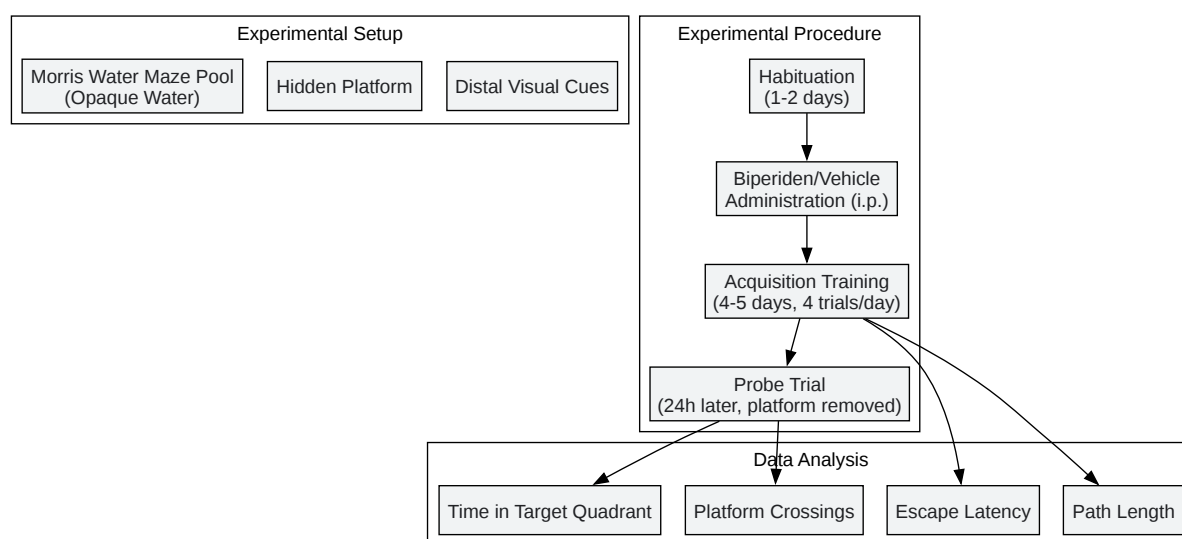 Experimental Setup
Morris Water Maze Pool
(Opaque Water)
Hidden Platform
Distal Visual Cues
Experimental Procedure
Habituation
(1-2 days)
Biperiden/Vehicle
Administration (i.p.)
Acquisition Training
(4-5 days, 4 trials/day)
Probe Trial
(24h later, platform removed)
Data Analysis
Time in Target Quadrant
Platform Crossings
Escape Latency
Path Length